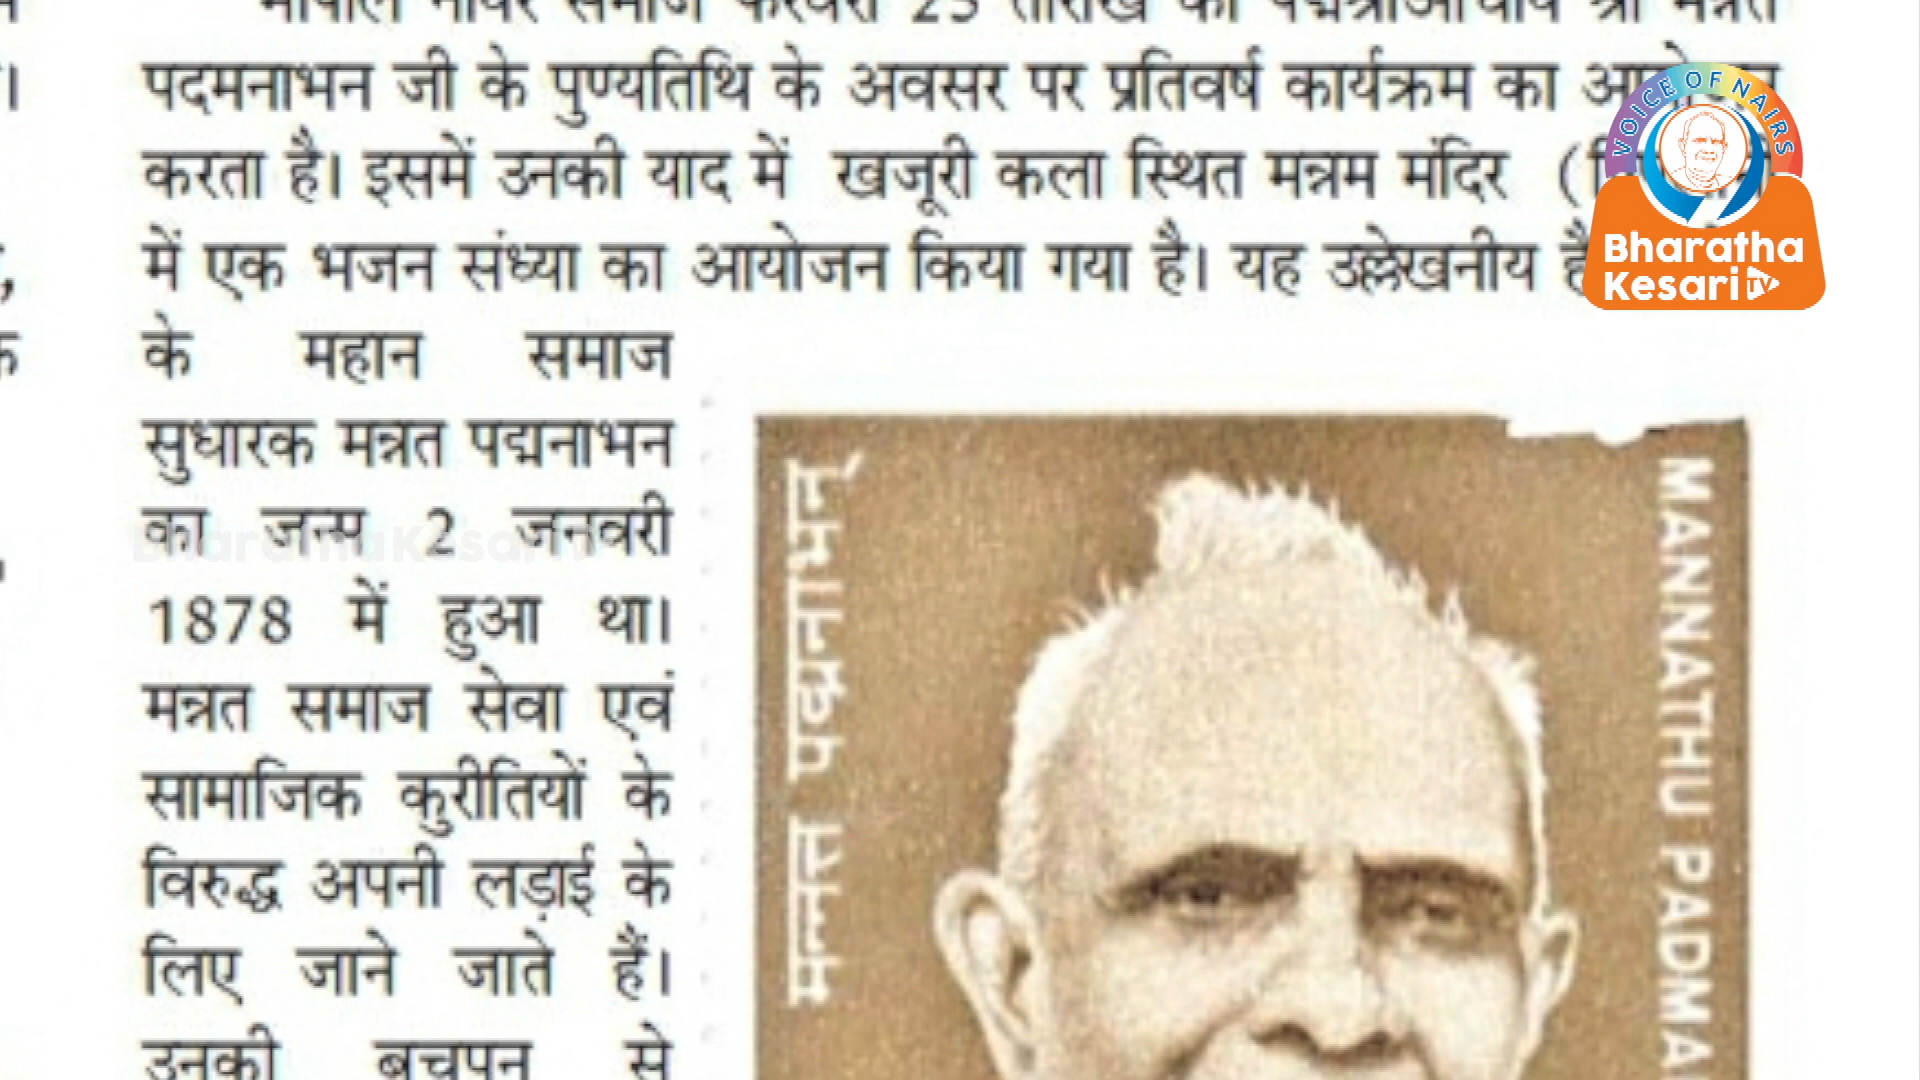 पदमनाभन जी के पुण्यतिथि के अवसर पर प्रतिवर्ष कार्यक्रम का
करता है। इसमें उनकी याद में खजूरी कला स्थित मन्नम मंदिर (
में एक भजन संध्या का आयोजन किया गया है। यह उल्लेखनीय है
के महान समाज
सुधारक मन्नत पद्मनाभन
का जन्म 2 जनवरी
1878 में हुआ था।
मन्नत समाज सेवा एवं
सामाजिक कुरीतियों के
विरुद्ध अपनी लड़ाई के
लिए जाने जाते हैं।
उनकी बचपन से
मन्नत पद्मनाभन्
MANNATHU PADMA
VOICE OF NAIRS
Bharatha
Kesari TV
BharathaKesari